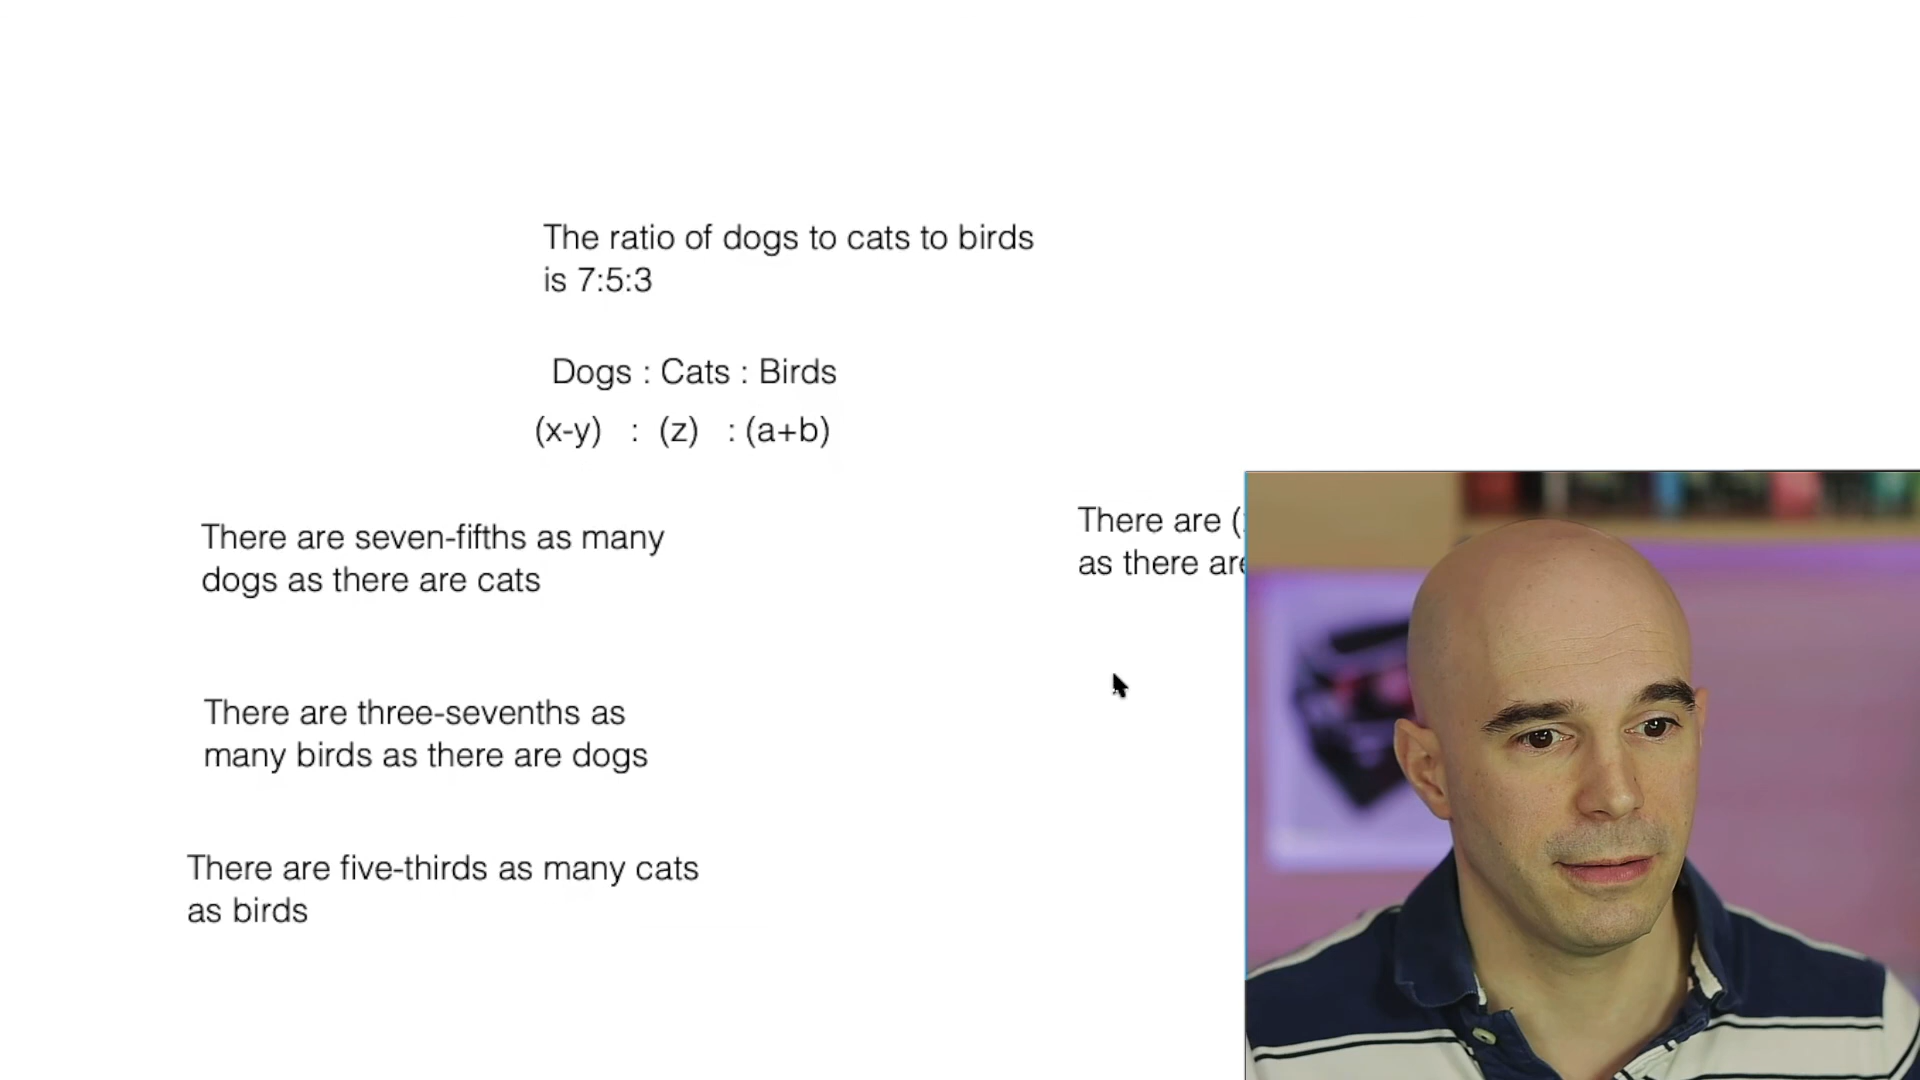 The ratio of dogs to cats to birds
is 7:5:3
Dogs : Cats : Birds
(x-y) : (z) : (a+b)
There are seven-fifths as many
dogs as there are cats
There are (
as there are
There are three-sevenths as
many birds as there are dogs
There are five-thirds as many cats
as birds